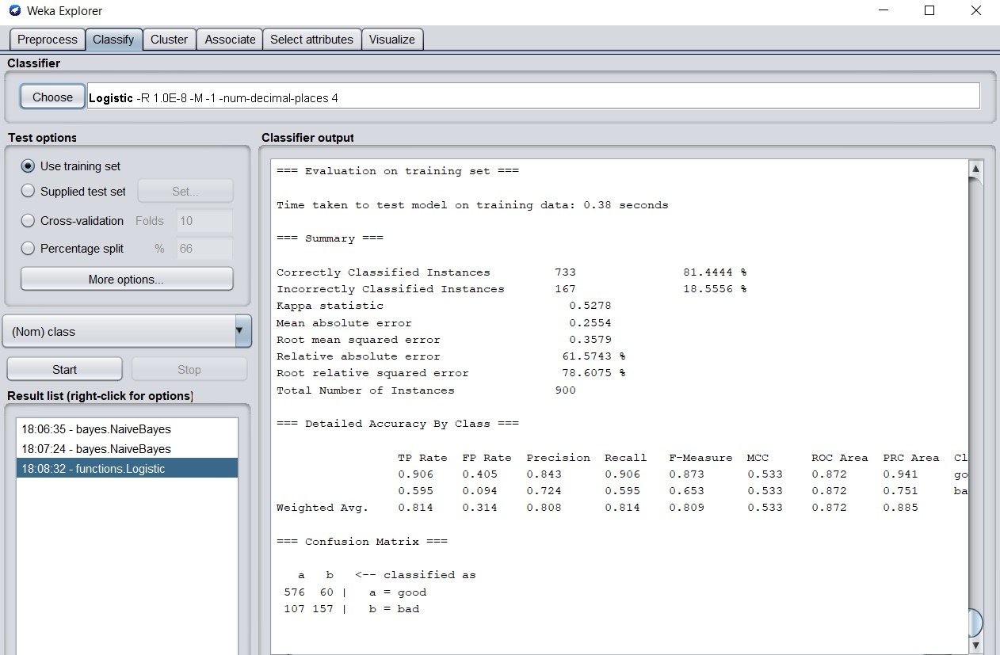 Weka Explorer
Preprocess Classify Cluster Associate Select attributes Visualize
Classifier
Choose Logistic -R 1.0E-8 -M -1 -num-decimal-places 4
Test options
Use training set
Supplied test set Set...
Cross-validation Folds 10
Percentage split % 66
More options...
(Nom) class
Start Stop
Result list (right-click for options)
18:06:35 - bayes.NaiveBayes
18:07:24 - bayes.NaiveBayes
18:08:32 - functions.Logistic
Classifier output
=== Evaluation on training set ===
Time taken to test model on training data: 0.38 seconds
=== Summary ===
Correctly Classified Instances 733 81.4444 %
Incorrectly Classified Instances 167 18.5556 %
Kappa statistic 0.5278
Mean absolute error 0.2554
Root mean squared error 0.3579
Relative absolute error 61.5743 %
Root relative squared error 78.6075 %
Total Number of Instances 900
=== Detailed Accuracy By Class ===
TP Rate FP Rate Precision Recall F-Measure MCC ROC Area PRC Area Cl
0.906 0.405 0.843 0.906 0.873 0.533 0.872 0.941 go
0.595 0.094 0.724 0.595 0.653 0.533 0.872 0.751 ba
Weighted Avg. 0.814 0.314 0.808 0.814 0.809 0.533 0.872 0.885
=== Confusion Matrix ===
a b <-- classified as
576 60 | a = good
107 157 | b = bad